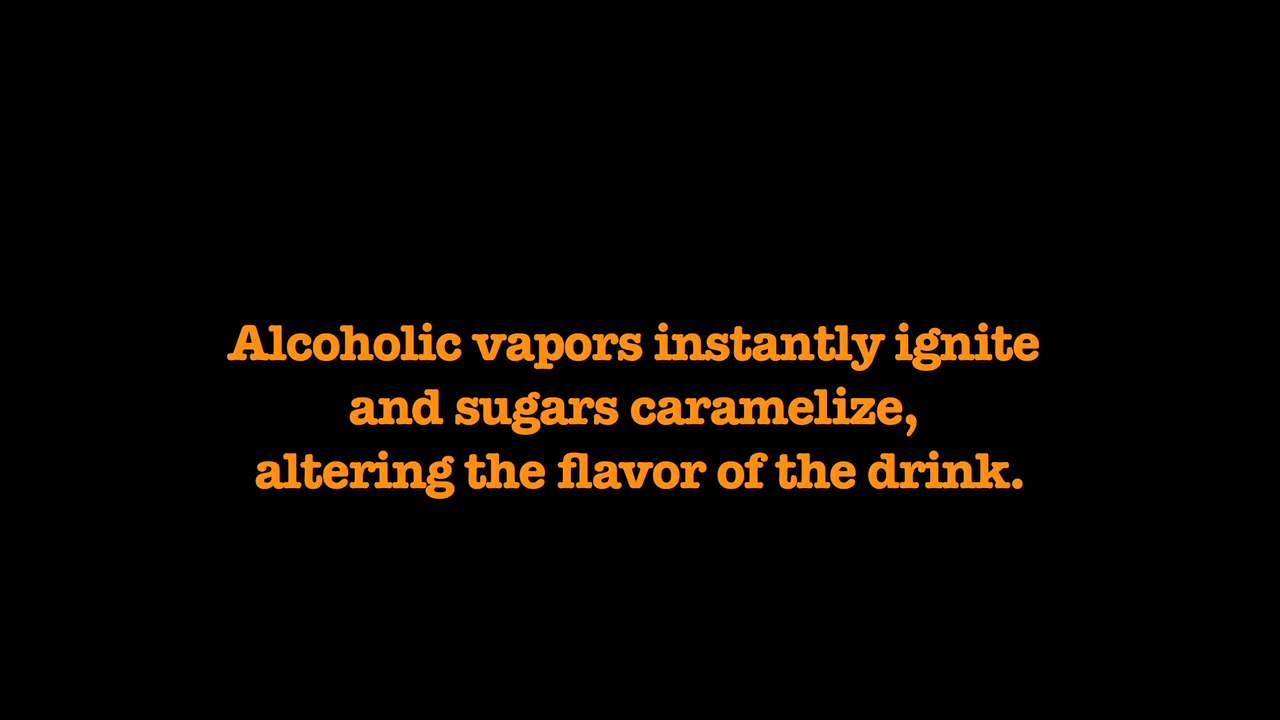 Alcoholic vapors instantly ignite
and sugars caramelize,
altering the flavor of the drink.